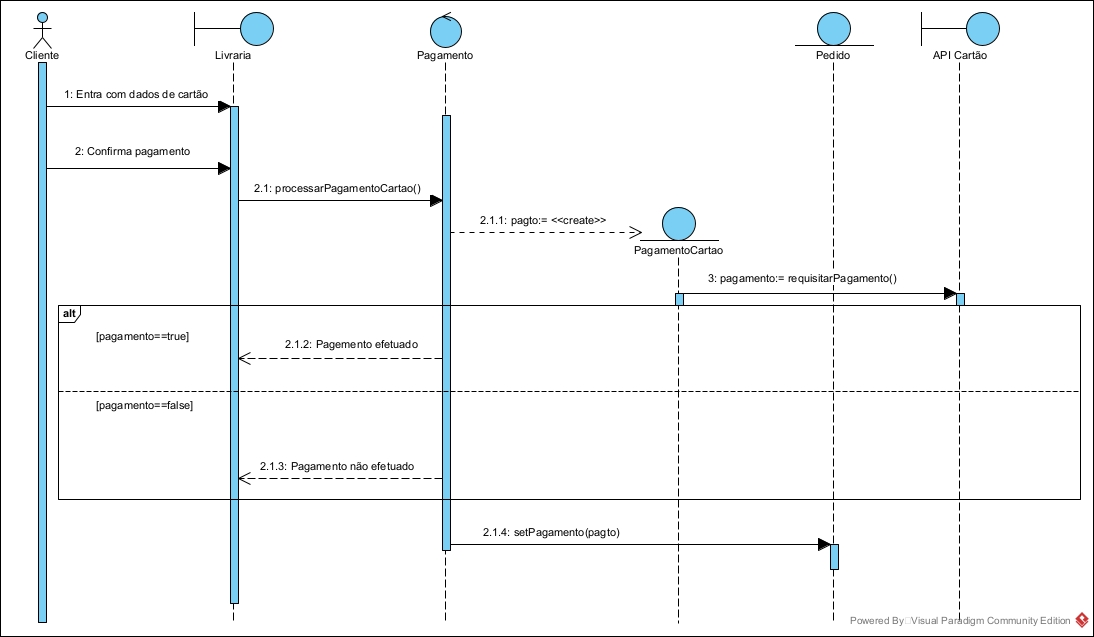 Cliente
Livraria
Pagamento
Pedido
API Cartão
1: Entra com dados de cartão
2: Confirma pagamento
2.1: processarPagamentoCartao()
2.1.1: pagto:= <<create>>
PagamentoCartao
3: pagamento:= requisitarPagamento()
alt
[pagamento==true]
2.1.2: Pagemento efetuado
[pagamento==false]
2.1.3: Pagamento não efetuado
2.1.4: setPagamento(pagto)
Powered By Visual Paradigm Community Edition